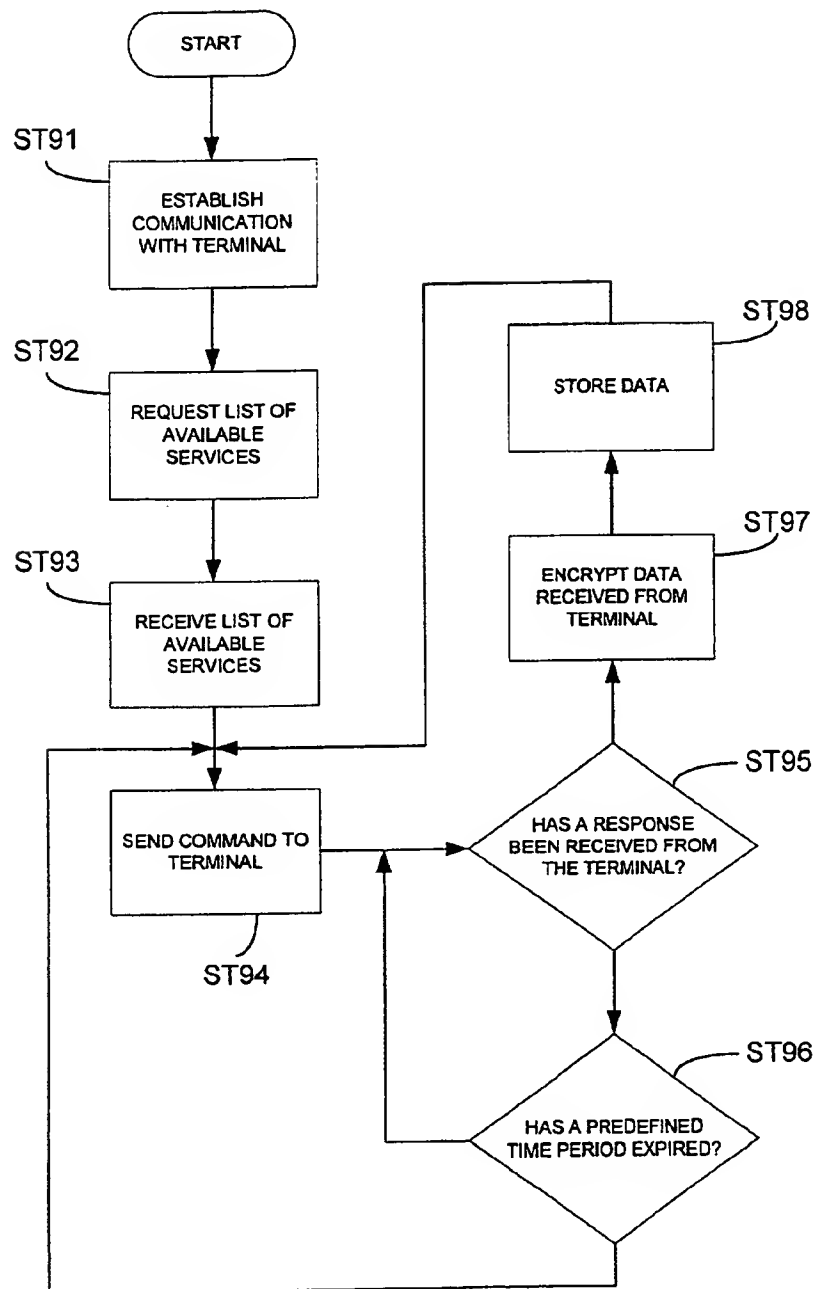 START
ST91
ESTABLISH
COMMUNICATION
WITH TERMINAL
ST92
REQUEST LIST OF
AVAILABLE
SERVICES
ST93
RECEIVE LIST OF
AVAILABLE
SERVICES
SEND COMMAND TO
TERMINAL
ST94
ST98
STORE DATA
ST97
ENCRYPT DATA
RECEIVED FROM
TERMINAL
ST95
HAS A RESPONSE
BEEN RECEIVED FROM
THE TERMINAL?
ST96
HAS A PREDEFINED
TIME PERIOD EXPIRED?